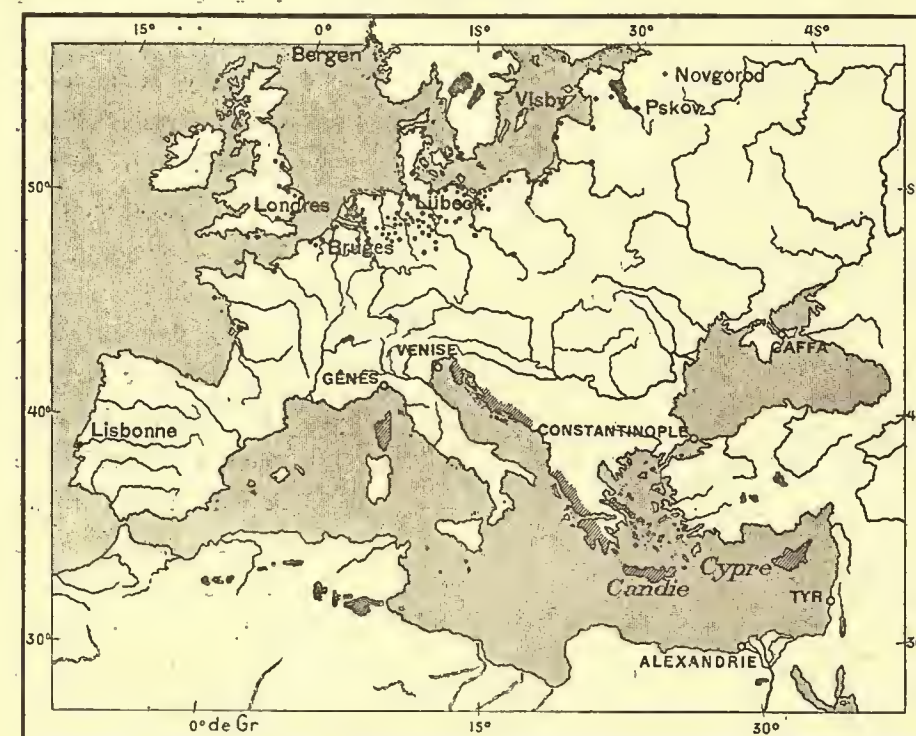 15° 0° 15° 30° 45°
Bergen
Novgorod
Visby
Pskov
50°
Londres
Lübeck
Bruges
CAFFA
VENISE
GÊNES
40°
Lisbonne
CONSTANTINOPLE
Cypre
Candie
TYR
30°
ALEXANDRIE
0° de Gr 15° 30°